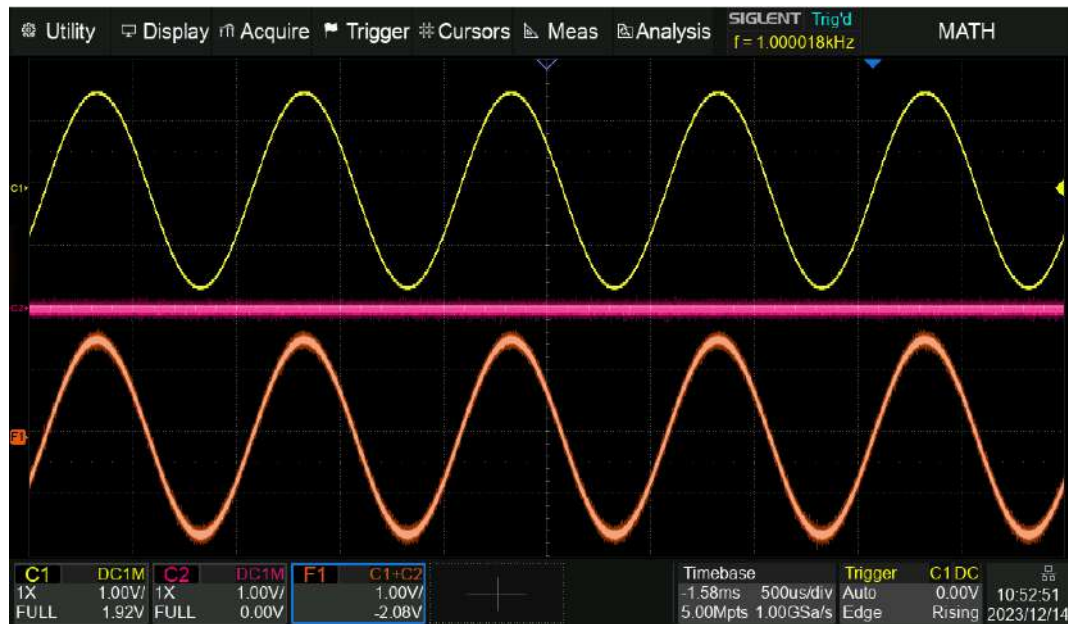 Utility Display Acquire Trigger Cursors Meas Analysis SIGLENT Trig'd MATH
f = 1.000018kHz
C1
C2
F1
C1 DC1M C2 DC1M F1 C1+C2 Timebase Trigger C1 DC
1X 1.00V/ 1X 1.00V/ 1.00V/ -1.58ms 500us/div Auto 0.00V 10:52:51
FULL 1.92V FULL 0.00V -2.08V 5.00Mpts 1.00GSa/s Edge Rising 2023/12/14